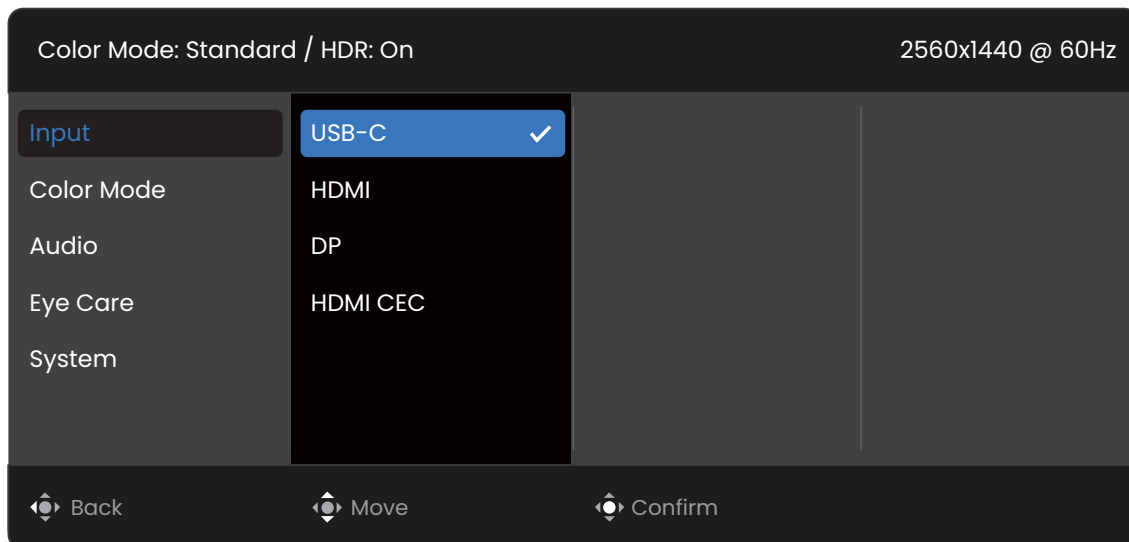 Color Mode: Standard / HDR: On
2560x1440 @ 60Hz
Input
Color Mode
Audio
Eye Care
System
USB-C
HDMI
DP
HDMI CEC
Back
Move
Confirm